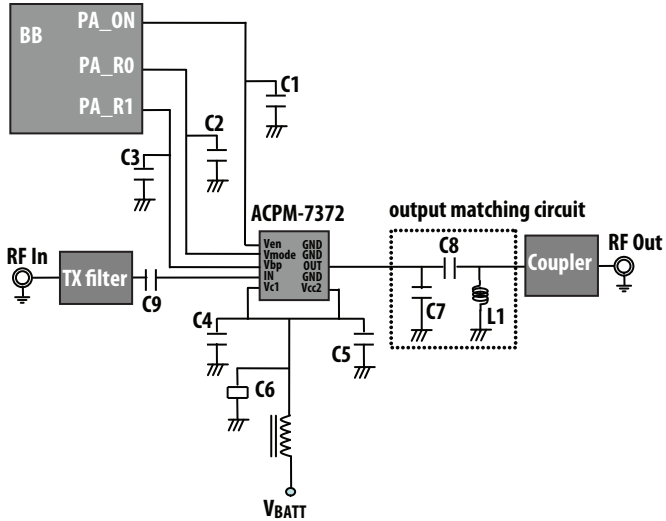 BB
PA_ON
PA_R0
PA_R1
C1
C2
C3
ACPM-7372
output matching circuit
Ven GND
Vmode GND
Vbp OUT
IN GND
Vc1 Vcc2
RF In
TX filter
C9
C8
C7
L1
Coupler
RF Out
C4
C5
C6
VBATT